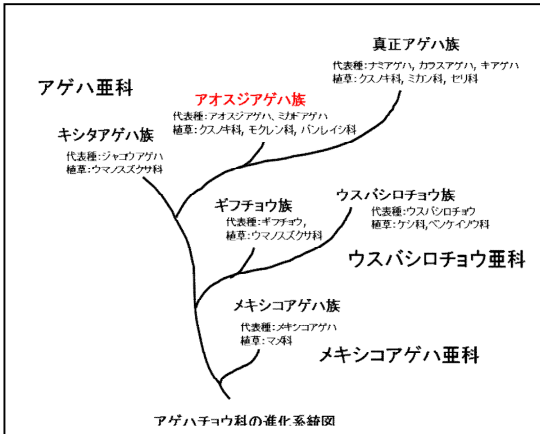 真正アゲハ族
代表種：ナミアゲハ, カラスアゲハ, キアゲハ
植草：クスノキ科, ミカン科, セリ科
アゲハ亜科
アオスジアゲハ族
代表種：アオスジアゲハ、ミカドアゲハ
植草：クスノキ科, モクレン科, バンレイシ科
キシタアゲハ族
代表種：ジャコウアゲハ
植草：ウマノスズクサ科
ギフチョウ族
代表種：ギフチョウ,
植草：ウマノスズクサ科
ウスバシロチョウ族
代表種：ウスバシロチョウ
植草：ケシ科,ベンケイソウ科
ウスバシロチョウ亜科
メキシコアゲハ族
代表種：メキシコアゲハ
植草：マメ科
メキシコアゲハ亜科
アゲハチョウ科の進化系統図